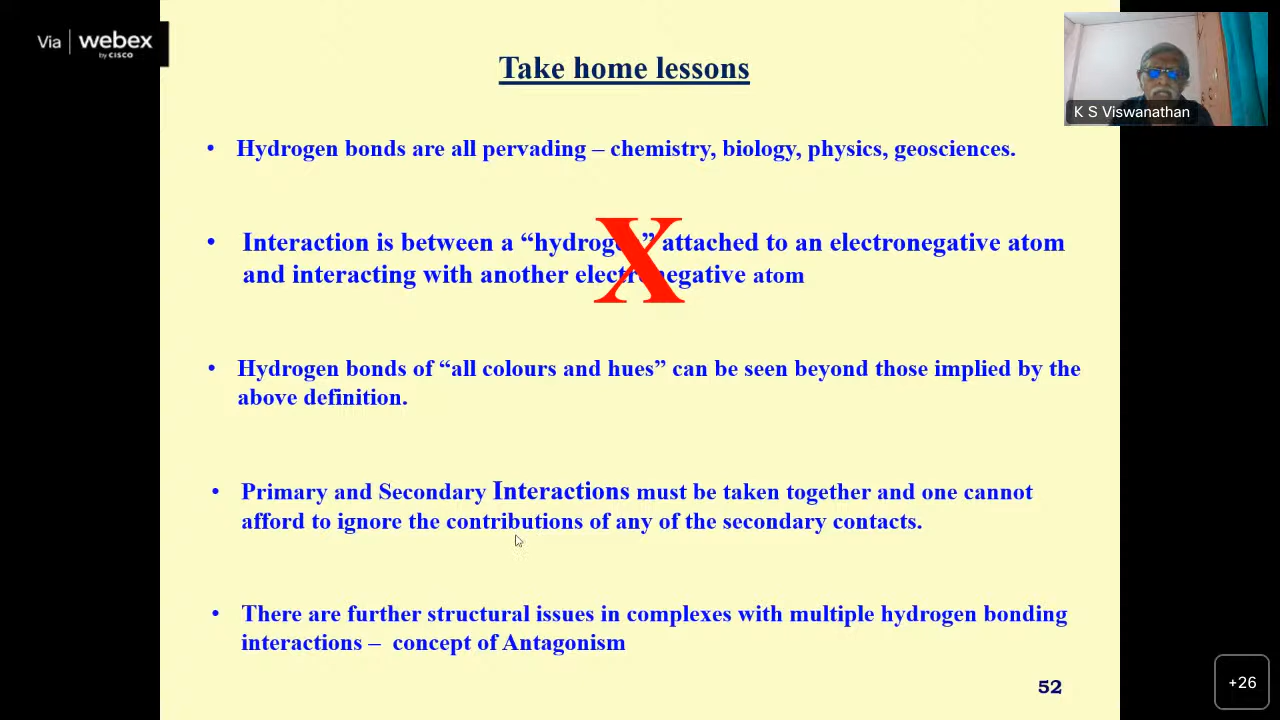 Via webex
by CISCO
Take home lessons
K S Viswanathan
• Hydrogen bonds are all pervading – chemistry, biology, physics, geosciences.
• Interaction is between a “hydrogen” attached to an electronegative atom
and interacting with another electronegative atom
X
• Hydrogen bonds of “all colours and hues” can be seen beyond those implied by the
above definition.
• Primary and Secondary Interactions must be taken together and one cannot
afford to ignore the contributions of any of the secondary contacts.
• There are further structural issues in complexes with multiple hydrogen bonding
interactions – concept of Antagonism
52
+26